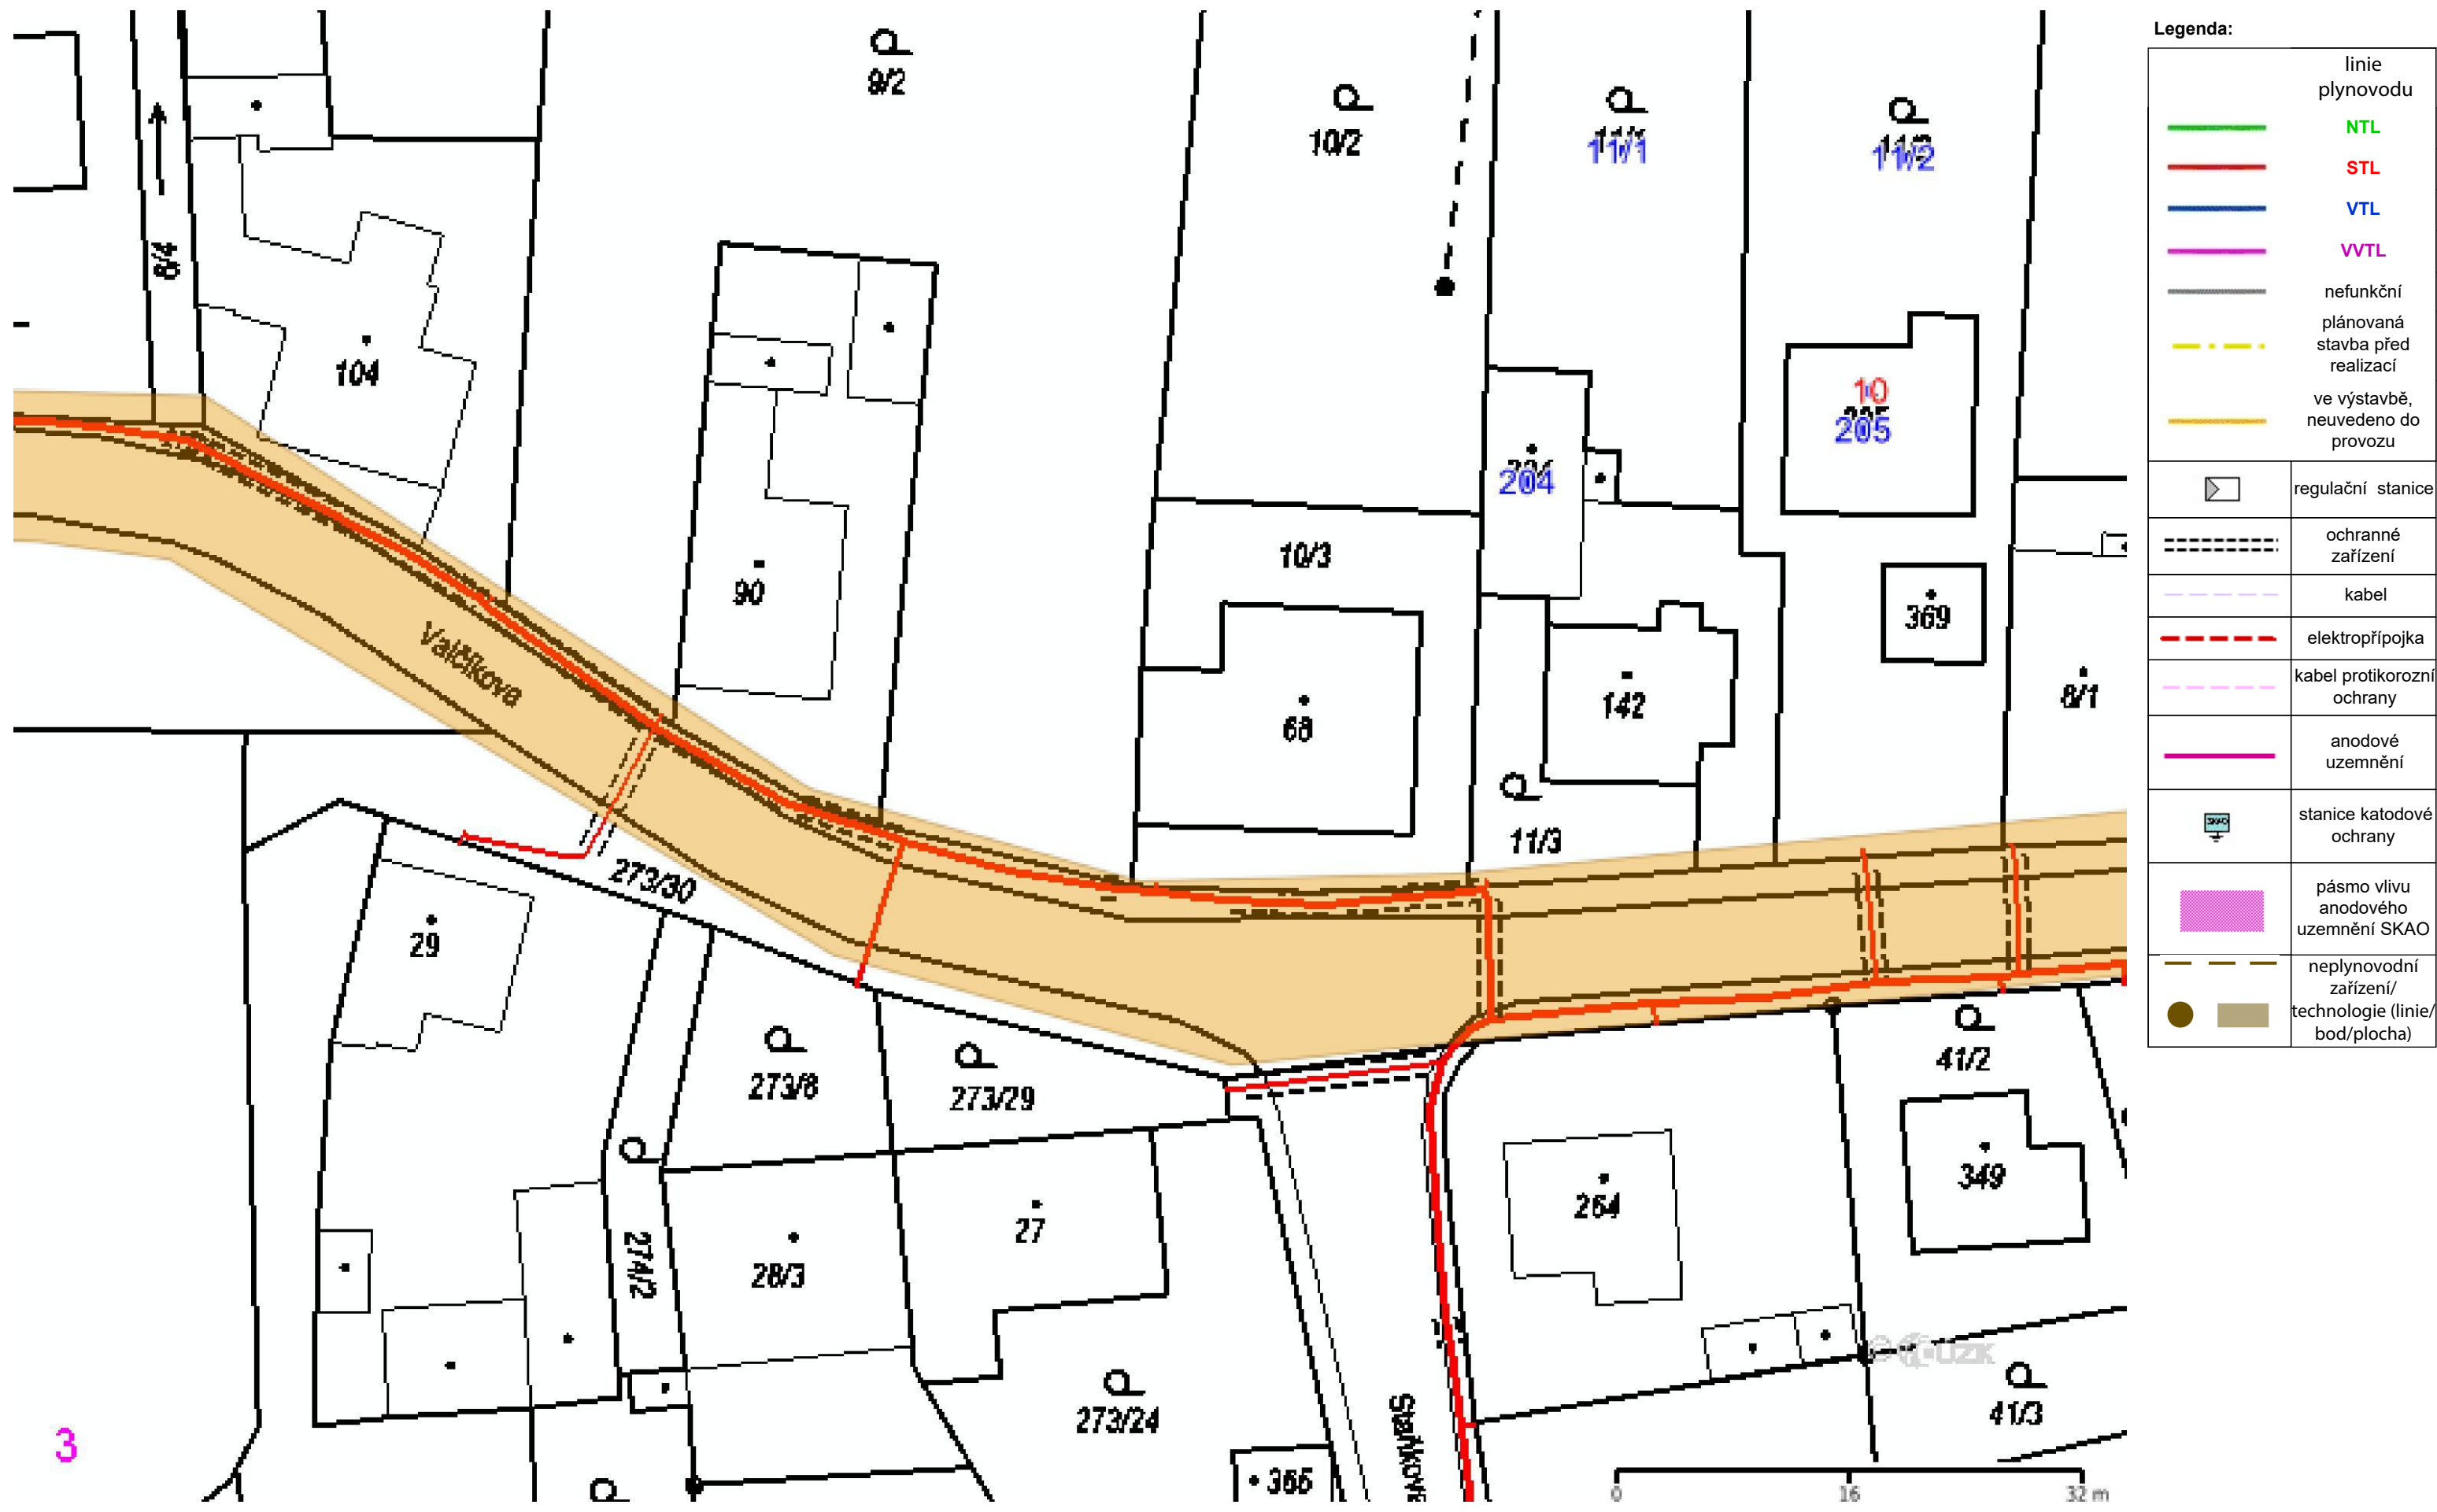 9/2
10/2
11/1
11/2
8/4
104
10
205
204
90
10/3
369
Valčíkova
142
68
6/1
11/3
273/30
29
273/8
273/29
41/2
349
264
27
274/2
28/3
273/24
41/3
Staňkova
366
3
0
16
32 m
Legenda:
linie
plynovodu
NTL
STL
VTL
VVTL
nefunkční
plánovaná
stavba před
realizací
ve výstavbě,
neuvedeno do
provozu
regulační stanice
ochranné
zařízení
kabel
elektropřípojka
kabel protikorozní
ochrany
anodové
uzemnění
SKAO
stanice katodové
ochrany
pásmo vlivu
anodového
uzemnění SKAO
neplynovodní
zařízení/
technologie (linie/
bod/plocha)